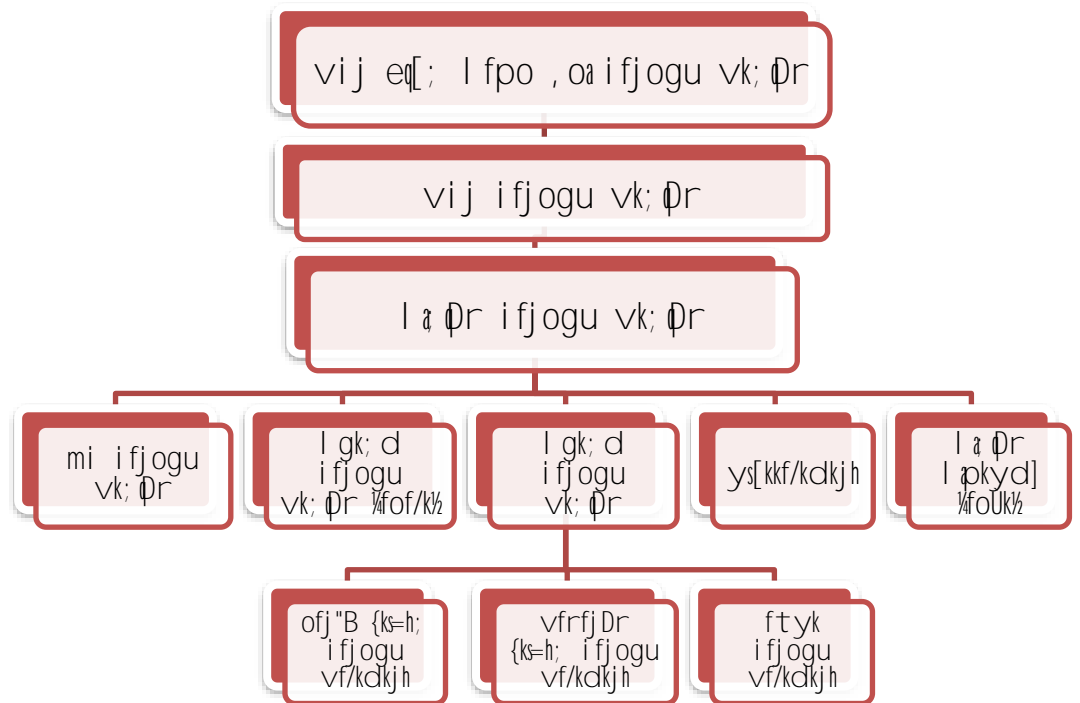 vij eq[; lfpo ,oa ifjogu vk;qDr
vij ifjogu vk;qDr
la;qDr ifjogu vk;qDr
mi ifjogu
vk;qDr
lgk;d
ifjogu
vk;qDr ¼fof/k½
lgk;d
ifjogu
vk;qDr
ys[kkf/kdkjh
la;qDr
lapkyd]
¼foÙk½
ofj"B {ks=h;
ifjogu
vf/kdkjh
vfrfjDr
{ks=h; ifjogu
vf/kdkjh
ftyk
ifjogu
vf/kdkjh